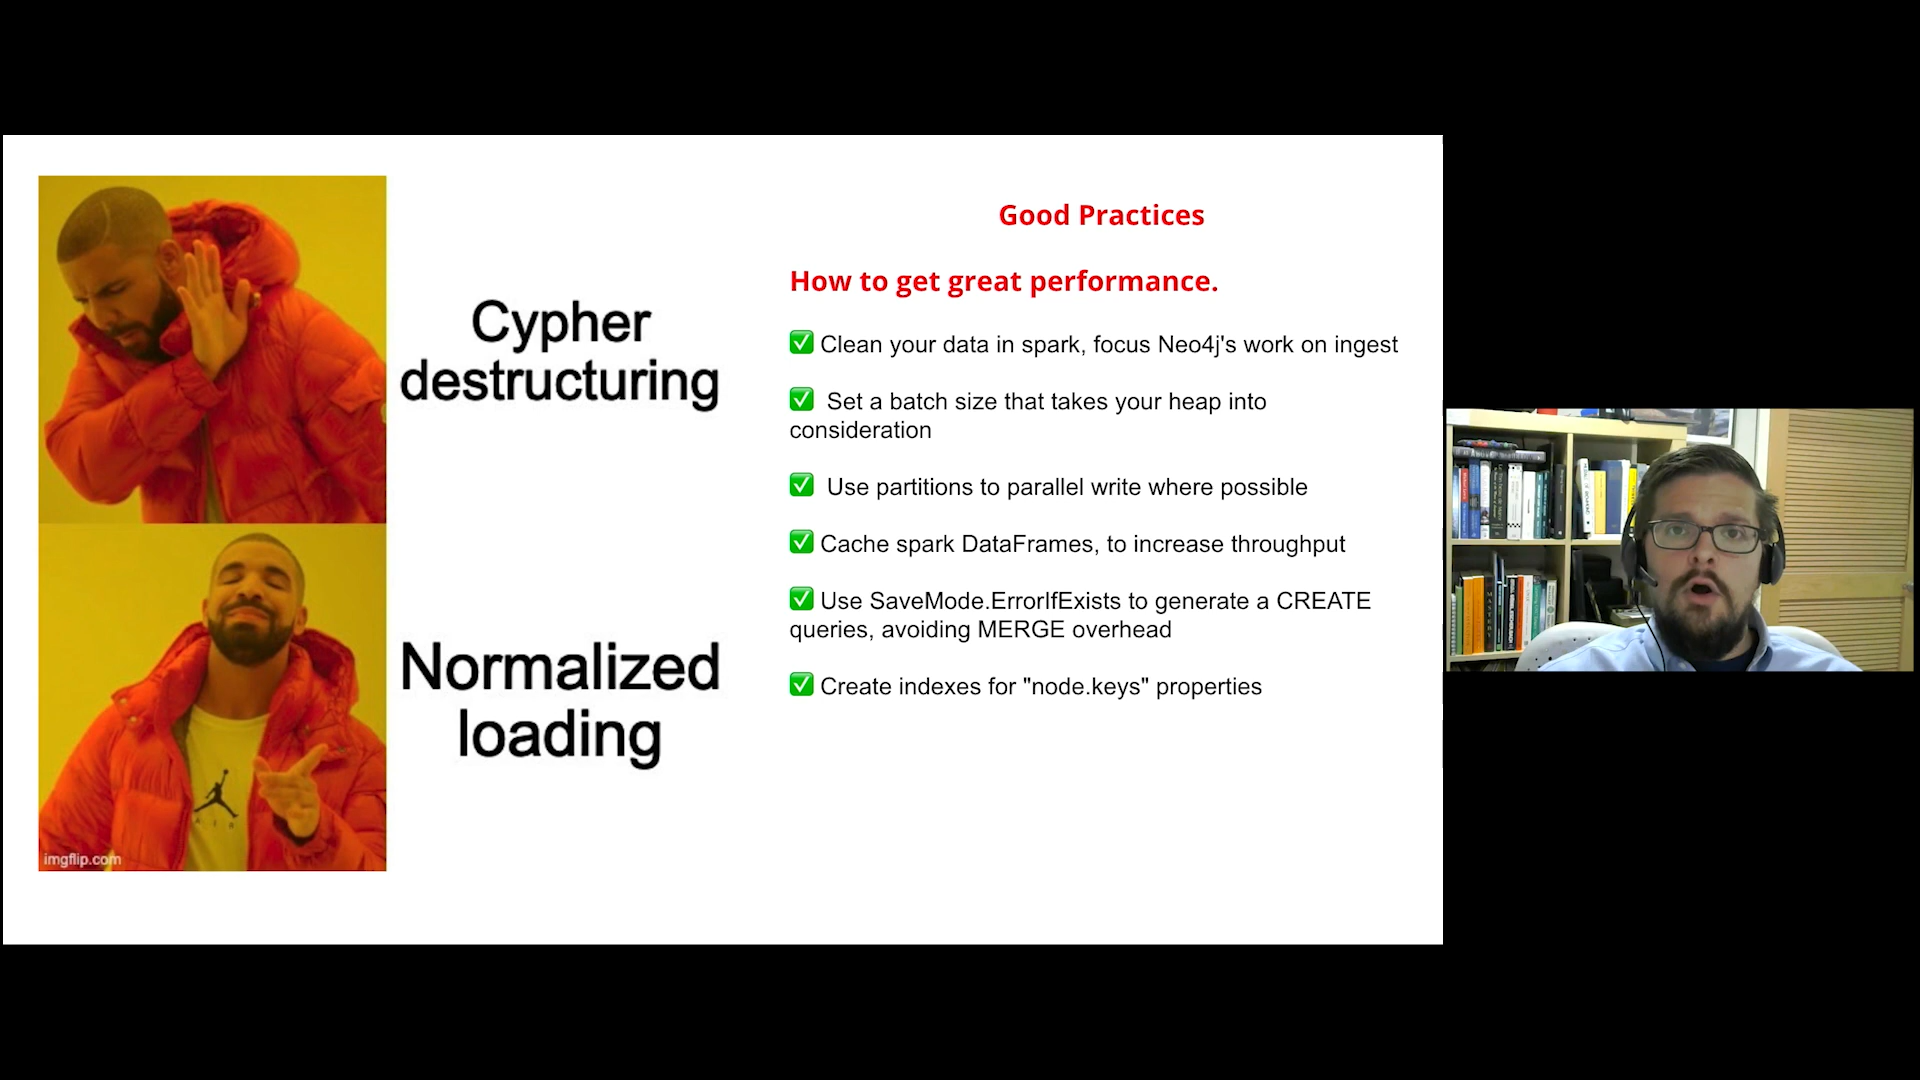 Cypher
destructuring
Normalized
loading
AIR
imgflip.com
Good Practices
How to get great performance.
✅ Clean your data in spark, focus Neo4j's work on ingest
✅ Set a batch size that takes your heap into
consideration
✅ Use partitions to parallel write where possible
✅ Cache spark DataFrames, to increase throughput
✅ Use SaveMode.ErrorIfExists to generate a CREATE
queries, avoiding MERGE overhead
✅ Create indexes for "node.keys" properties